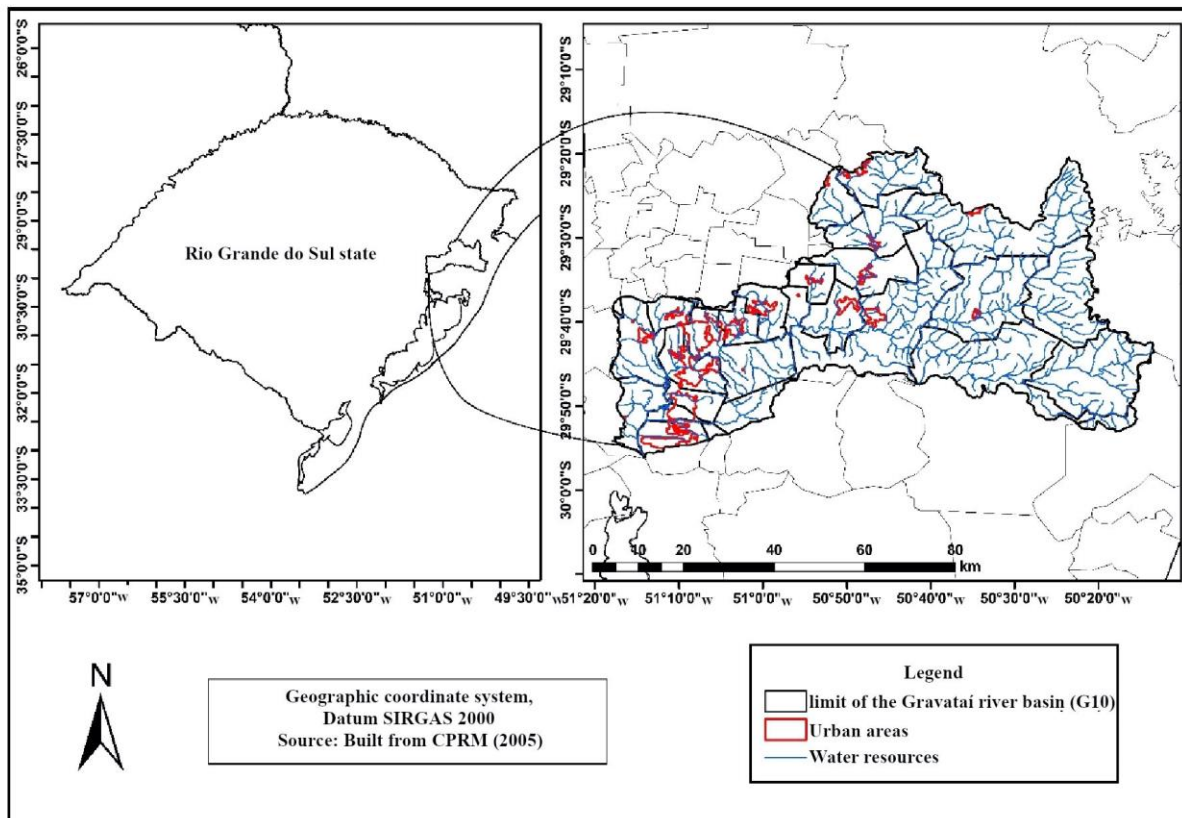 26°0'0"S
27°30'0"S
29°0'0"S
30°30'0"S
32°0'0"S
33°30'0"S
35°0'0"S
Rio Grande do Sul state
57°0'0"W 55°30'0"W 54°0'0"W 52°30'0"W 51°0'0"W 49°30'0"W
29°10'0"S
29°20'0"S
29°30'0"S
29°40'0"S
29°50'0"S
30°0'0"S
0 10 20 40 60 80
km
51°20'0"W 51°10'0"W 51°0'0"W 50°50'0"W 50°40'0"W 50°30'0"W 50°20'0"W
N
Geographic coordinate system,
Datum SIRGAS 2000
Source: Built from CPRM (2005)
Legend
limit of the Gravataí river basin (G10)
Urban areas
Water resources